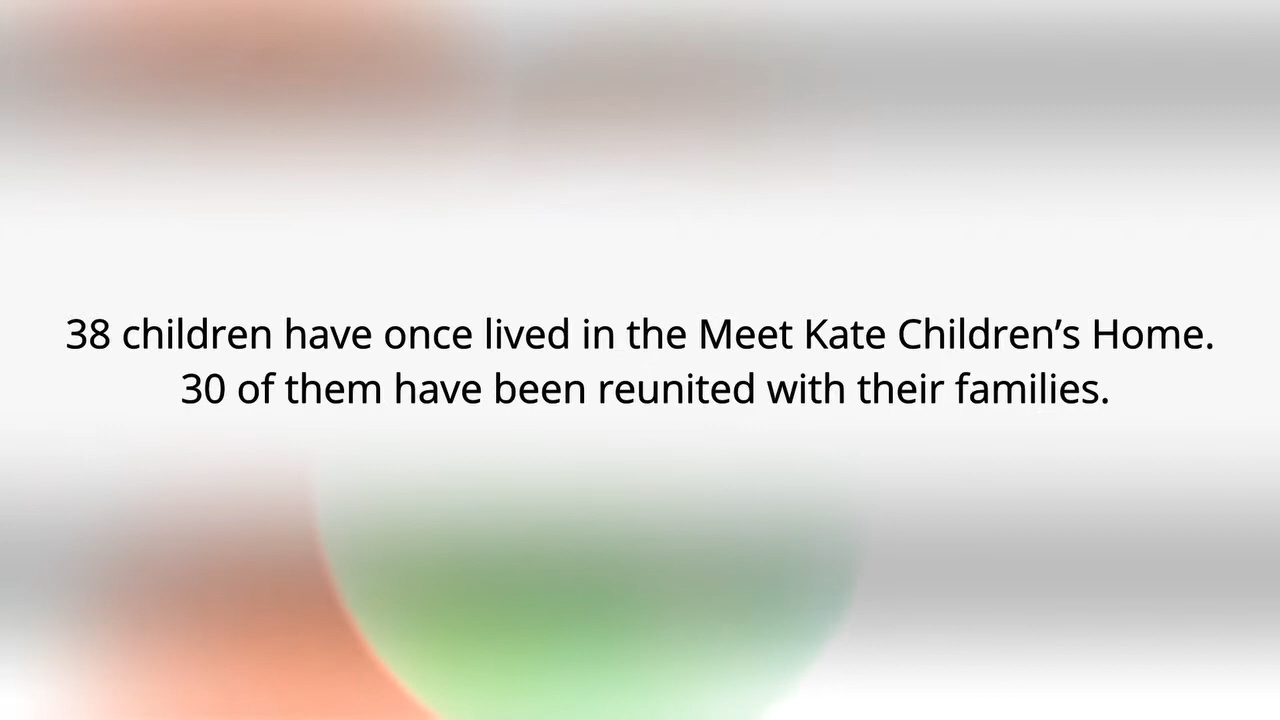 38 children have once lived in the Meet Kate Children’s Home.
30 of them have been reunited with their families.